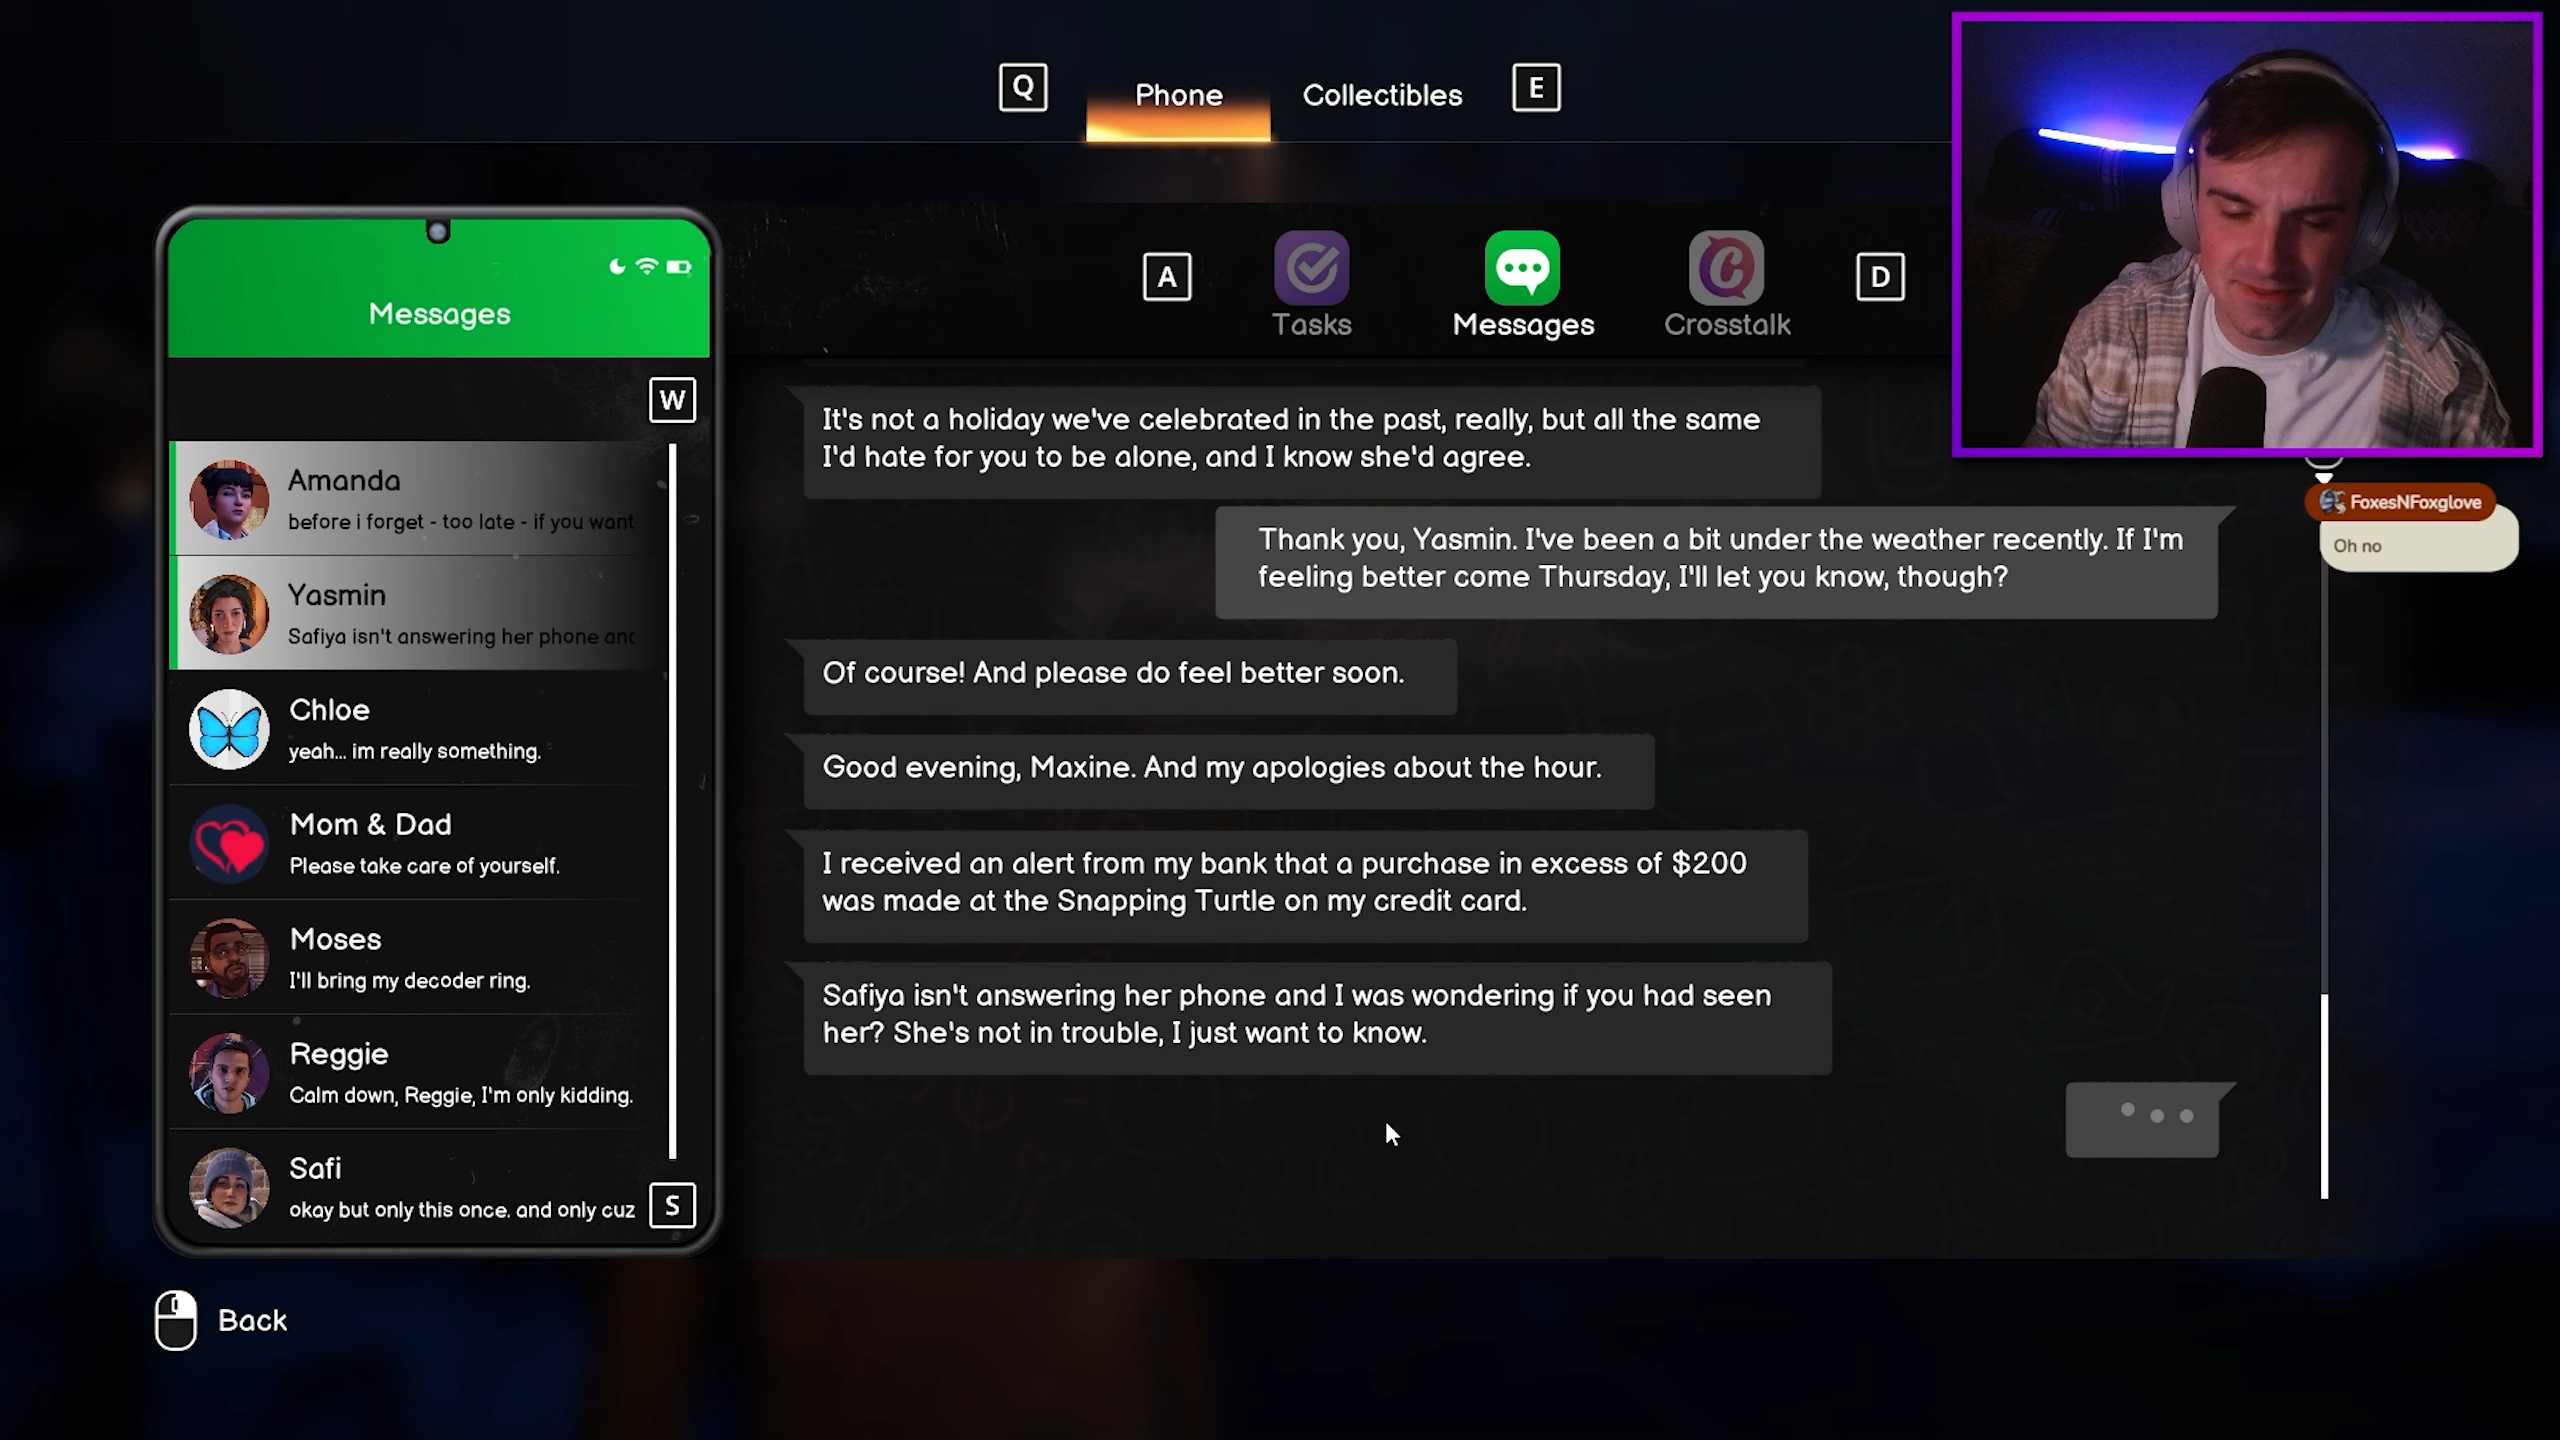 Q
Phone
Collectibles
E
A
Tasks
Messages
Crosstalk
D
Messages
W
Amanda
before i forget - too late - if you want
Yasmin
Safiya isn't answering her phone and
Chloe
yeah... im really something.
Mom & Dad
Please take care of yourself.
Moses
I'll bring my decoder ring.
Reggie
Calm down, Reggie, I'm only kidding.
Safi
okay but only this once. and only cuz
S
It's not a holiday we've celebrated in the past, really, but all the same
I'd hate for you to be alone, and I know she'd agree.
Thank you, Yasmin. I've been a bit under the weather recently. If I'm
feeling better come Thursday, I'll let you know, though?
Of course! And please do feel better soon.
Good evening, Maxine. And my apologies about the hour.
I received an alert from my bank that a purchase in excess of $200
was made at the Snapping Turtle on my credit card.
Safiya isn't answering her phone and I was wondering if you had seen
her? She's not in trouble, I just want to know.
FoxesNFoxglove
Oh no
Back